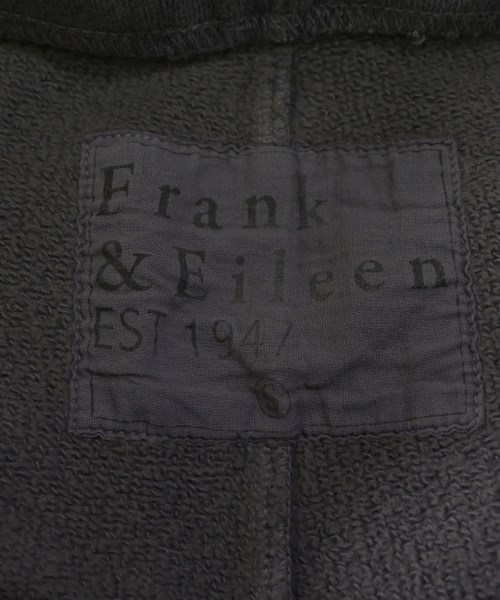 Frank
& Eileen
EST 1947
S